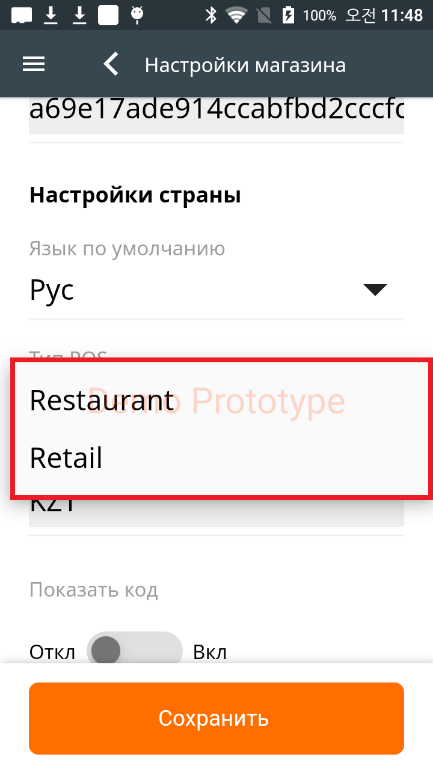 100% 오전 11:48
Настройки магазина
a69e17ade914ccabfbd2cccfc
Настройки страны
Язык по умолчанию
Рус
Тип POS
Restaurant
Demo Prototype
Retail
KZT
Показать код
Откл Вкл
Сохранить